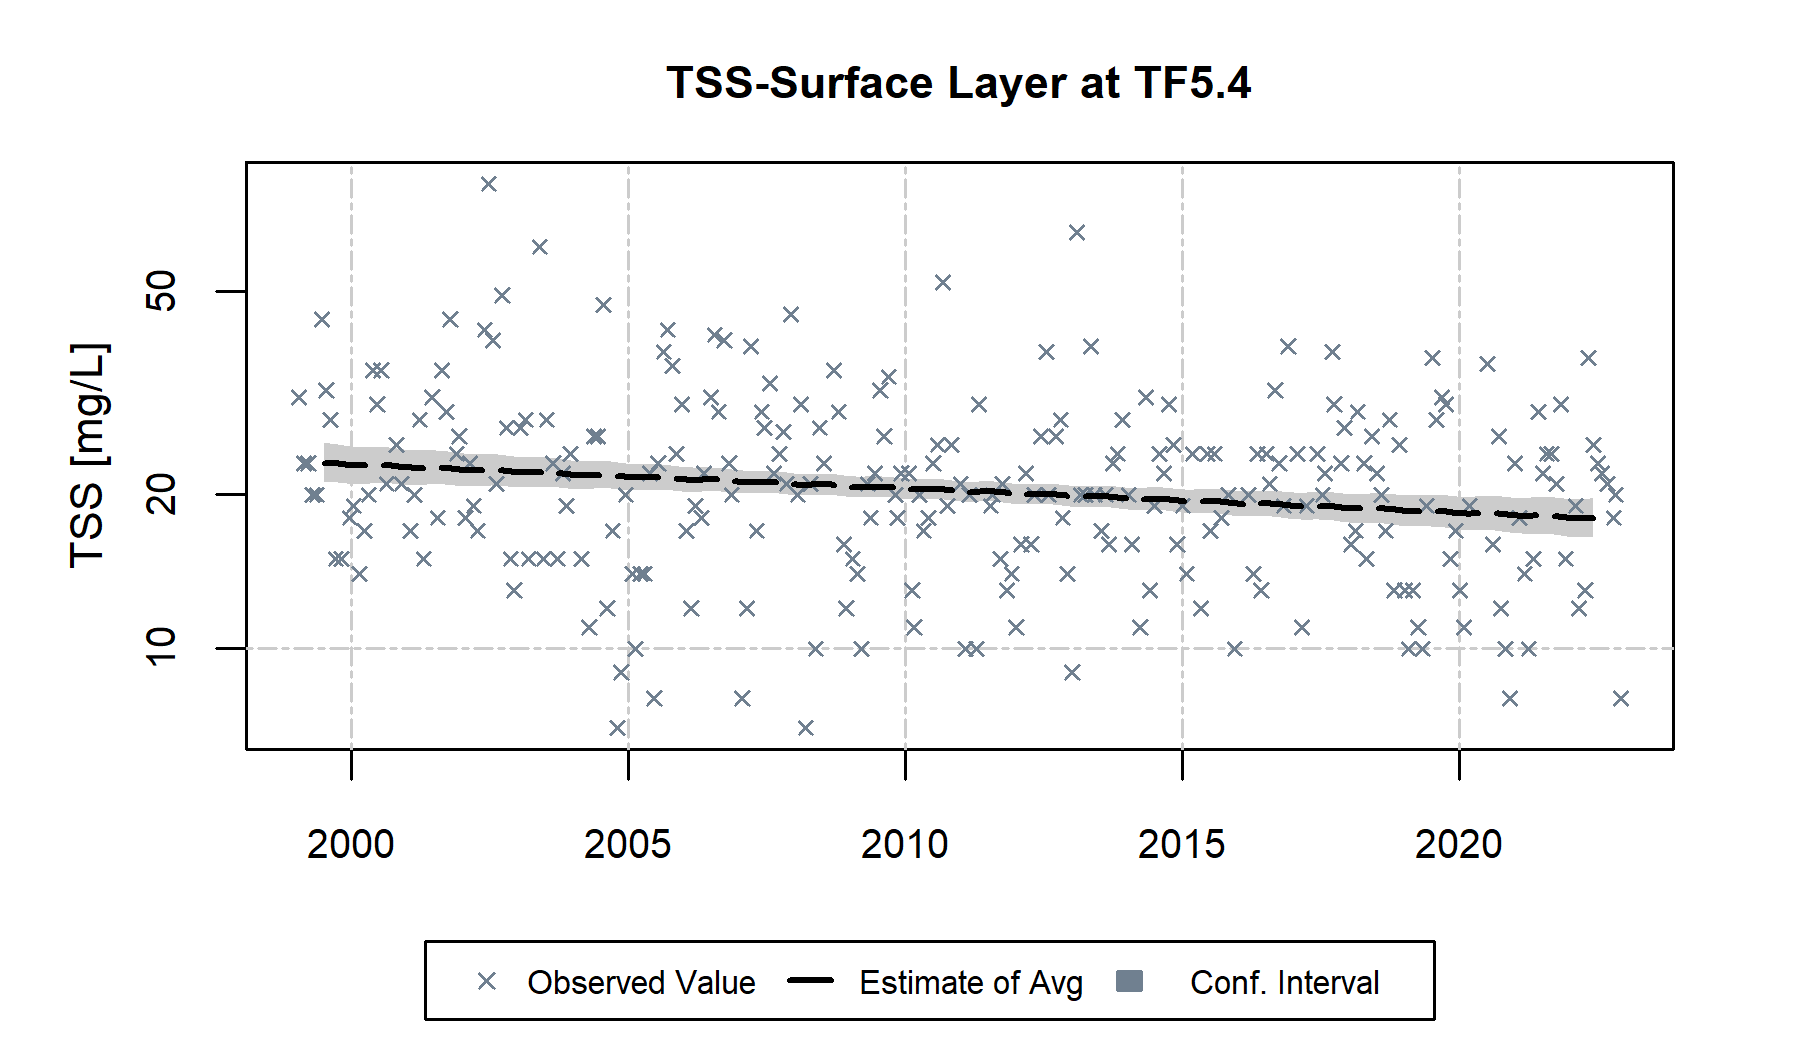 TSS-Surface Layer at TF5.4
TSS [mg/L]
50
20
10
2000 2005 2010 2015 2020
Observed Value Estimate of Avg Conf. Interval